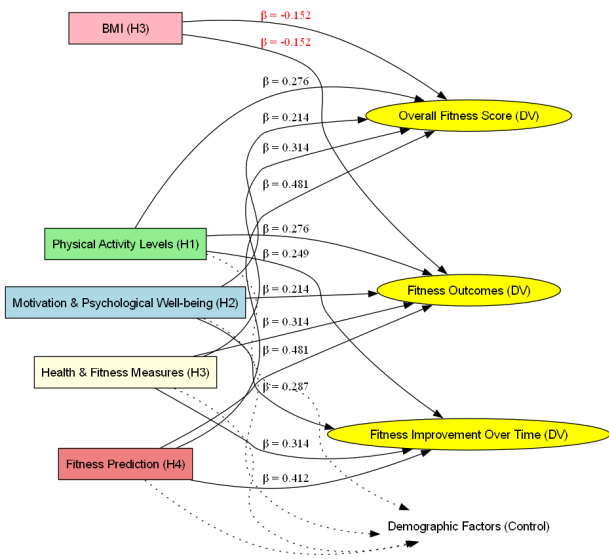 β = -0.152
BMI (H3)
β = -0.152
β = 0.276
β = 0.214
Overall Fitness Score (DV)
β = 0.314
β = 0.481
β = 0.276
Physical Activity Levels (H1)
β = 0.249
β = 0.214
Fitness Outcomes (DV)
Motivation & Psychological Well-being (H2)
β = 0.314
β = 0.481
Health & Fitness Measures (H3)
β = 0.287
Fitness Improvement Over Time (DV)
β = 0.314
Fitness Prediction (H4)
β = 0.412
Demographic Factors (Control)